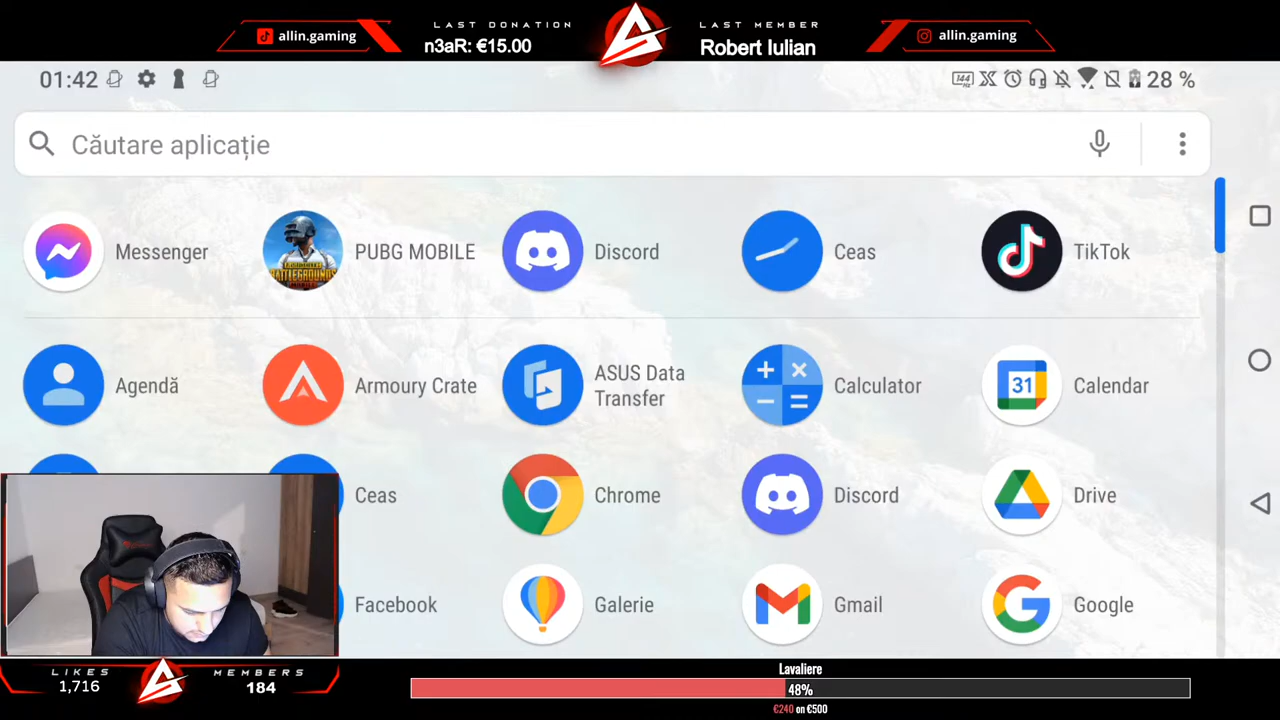 LAST DONATION
LAST MEMBER
allin.gaming
n3aR: €15.00
Robert Iulian
allin.gaming
01:42
144
28 %
Căutare aplicație
Messenger
PUBG MOBILE
Discord
Ceas
TikTok
Agendă
Armoury Crate
ASUS Data
Transfer
Calculator
31
Calendar
Ceas
Chrome
Discord
Drive
Facebook
Galerie
Gmail
Google
LIKES
1,716
MEMBERS
184
Lavaliere
48%
€240 on €500